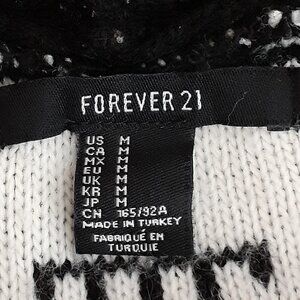 FOREVER 21
US M
CA M
MX M
EU M
UK M
KR M
JP M
CN 165/92A
MADE IN TURKEY
FABRIQUÉ EN
TURQUIE